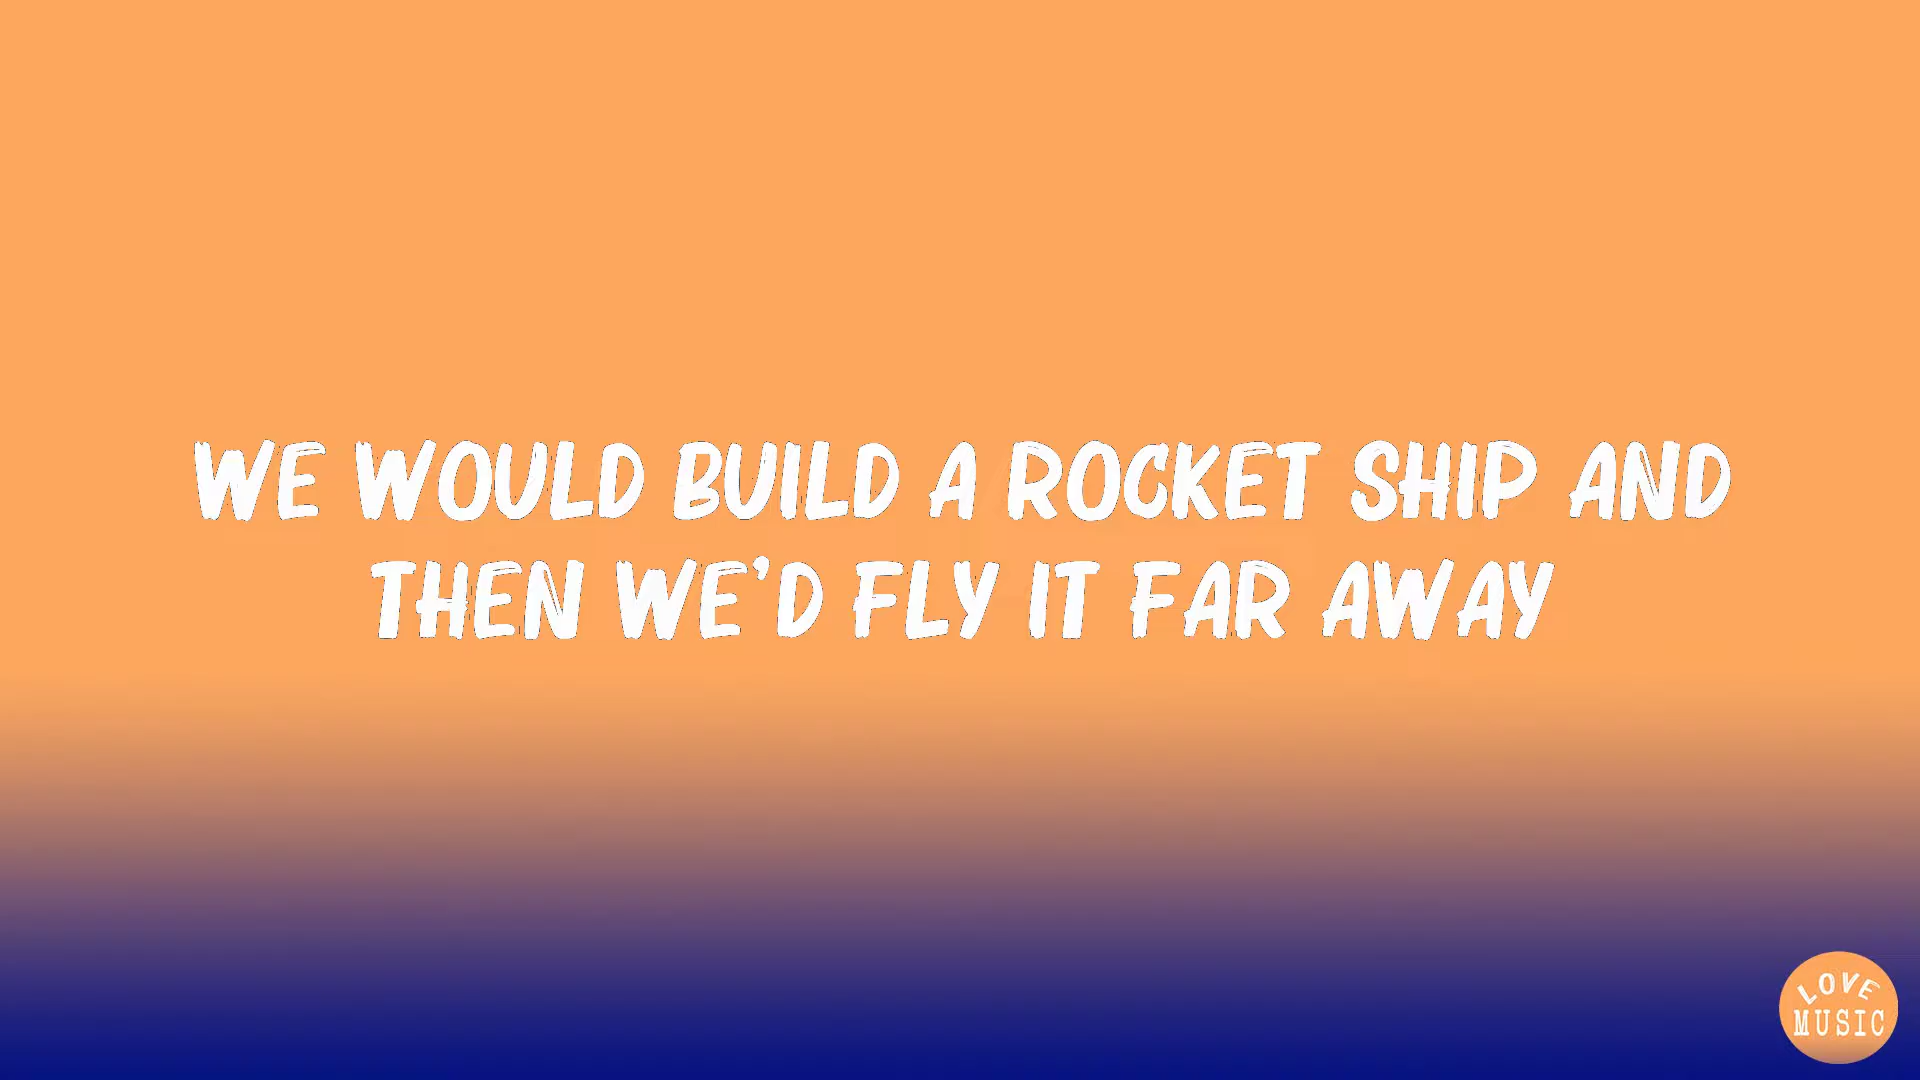 WE WOULD BUILD A ROCKET SHIP AND
THEN WE'D FLY IT FAR AWAY
LOVE
MUSIC